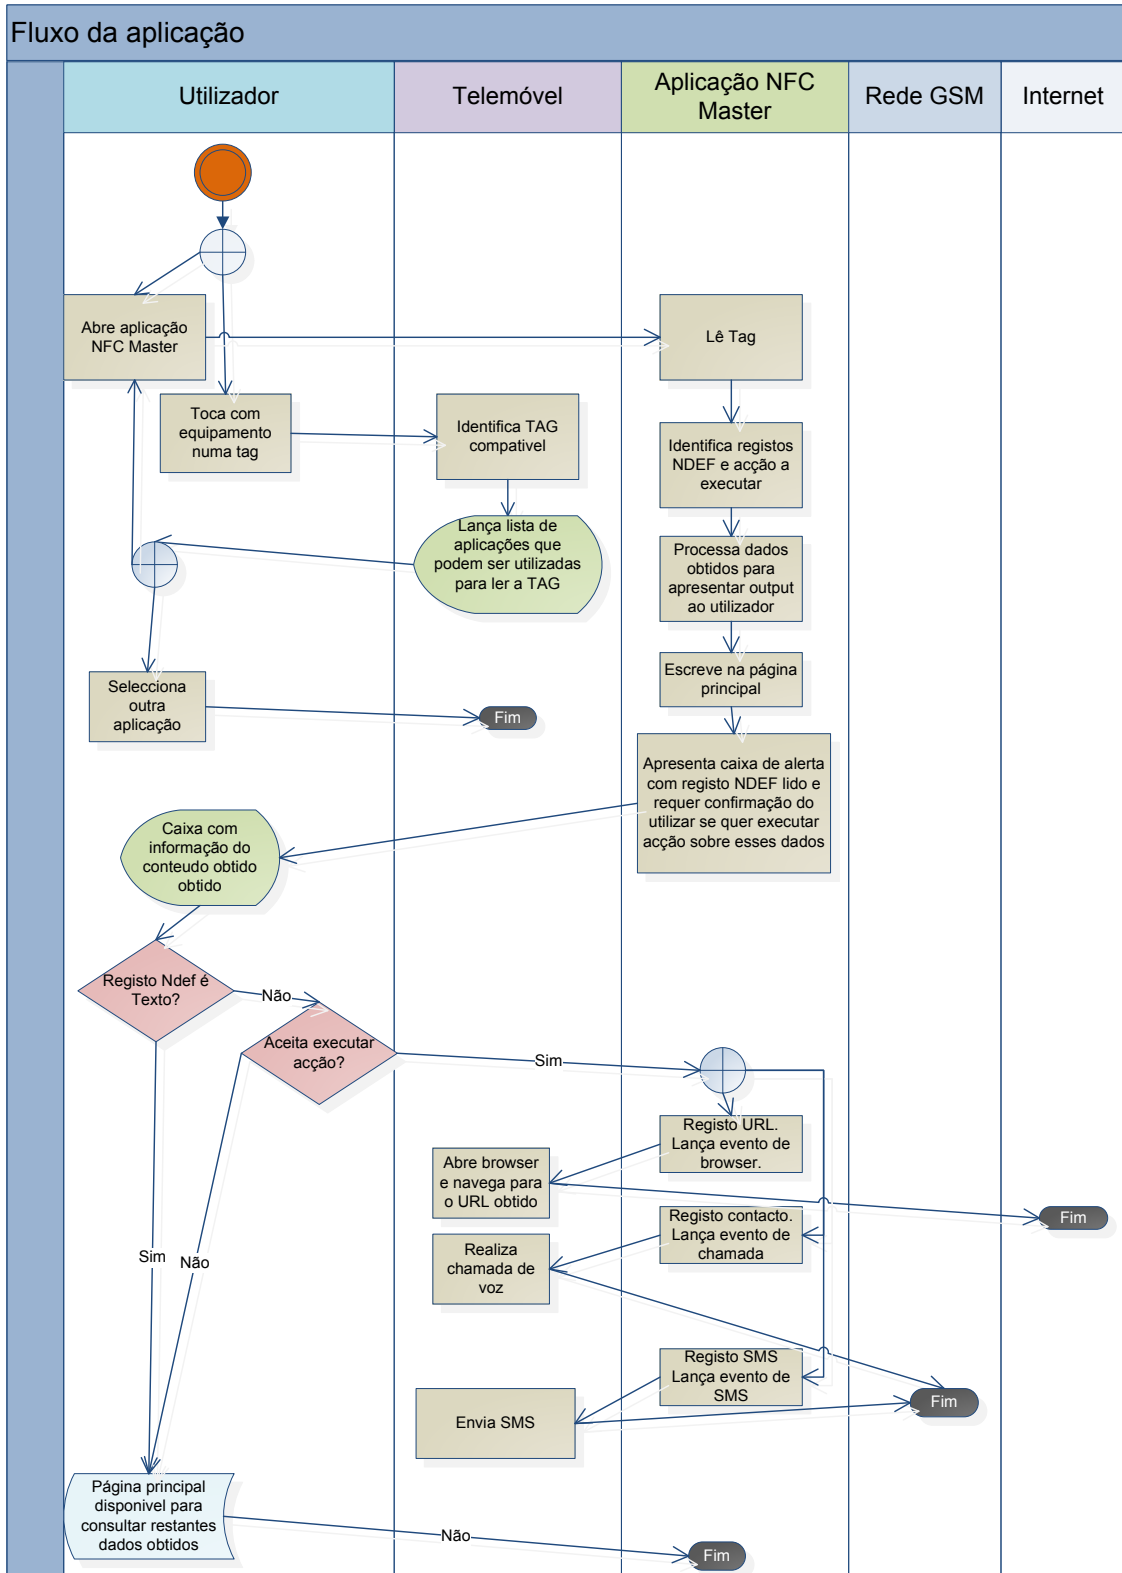 Fluxo da aplicação
Utilizador
Telemóvel
Aplicação NFC
Master
Rede GSM
Internet
Abre aplicação
NFC Master
Lê Tag
Toca com
equipamento
numa tag
Identifica TAG
compativel
Identifica registos
NDEF e acção a
executar
Lança lista de
aplicações que
podem ser utilizadas
para ler a TAG
Processa dados
obtidos para
apresentar output
ao utilizador
Escreve na página
principal
Selecciona
outra
aplicação
Fim
Apresenta caixa de alerta
com registo NDEF lido e
requer confirmação do
utilizar se quer executar
acção sobre esses dados
Caixa com
informação do
conteudo obtido
obtido
Registo Ndef é
Texto?
Não
Aceita executar
acção?
Sim
Registo URL.
Lança evento de
browser.
Abre browser
e navega para
o URL obtido
Fim
Registo contacto.
Lança evento de
chamada
Realiza
chamada de
voz
Sim
Não
Registo SMS
Lança evento de
SMS
Envia SMS
Fim
Página principal
disponivel para
consultar restantes
dados obtidos
Não
Fim